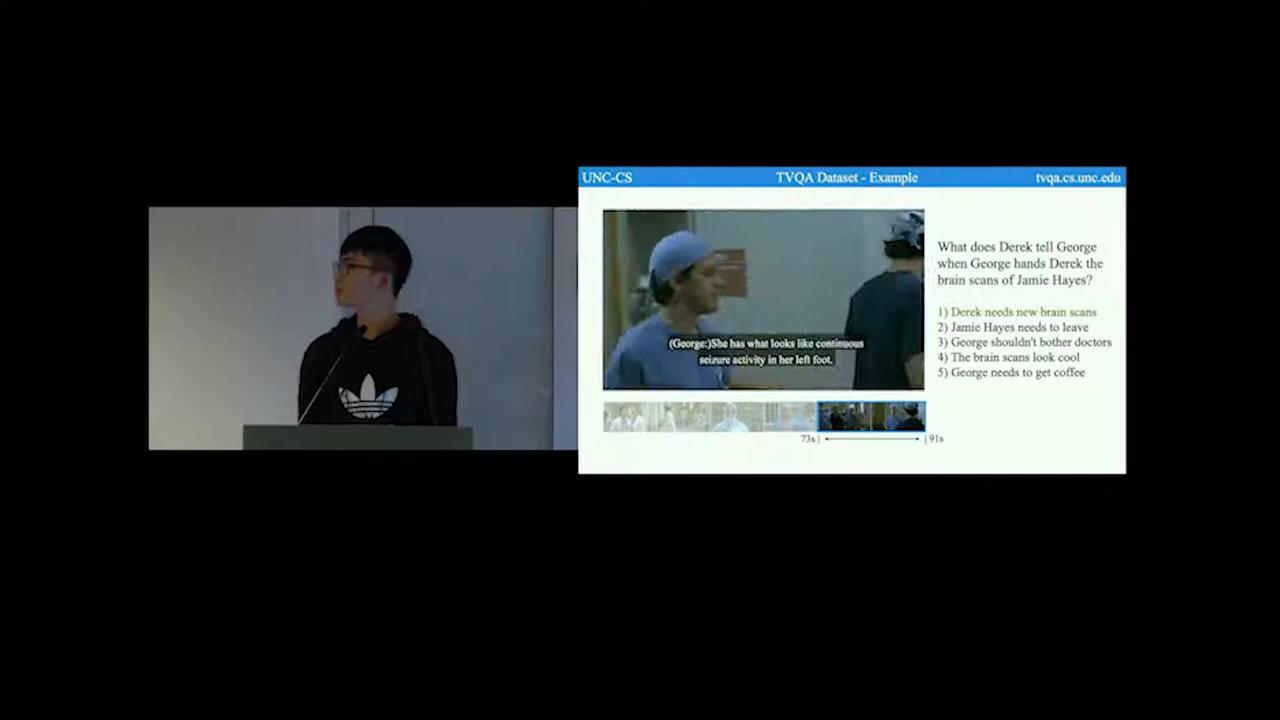 UNC-CS
TVQA Dataset - Example
tvqa.cs.unc.edu
(George:)She has what looks like continuous
seizure activity in her left foot.
73s
91s
What does Derek tell George
when George hands Derek the
brain scans of Jamie Hayes?
1) Derek needs new brain scans
2) Jamie Hayes needs to leave
3) George shouldn't bother doctors
4) The brain scans look cool
5) George needs to get coffee